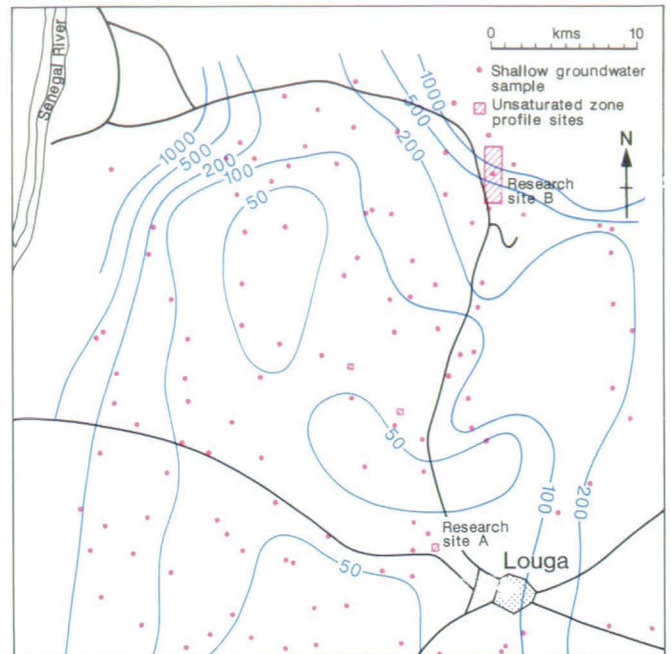 0 10
kms
Shallow groundwater
sample
Unsaturated zone
profile sites
N
Senegal River
1000
500
200
100
50
1000
500
200
Research
site B
50
100
200
Research
site A
Louga
50